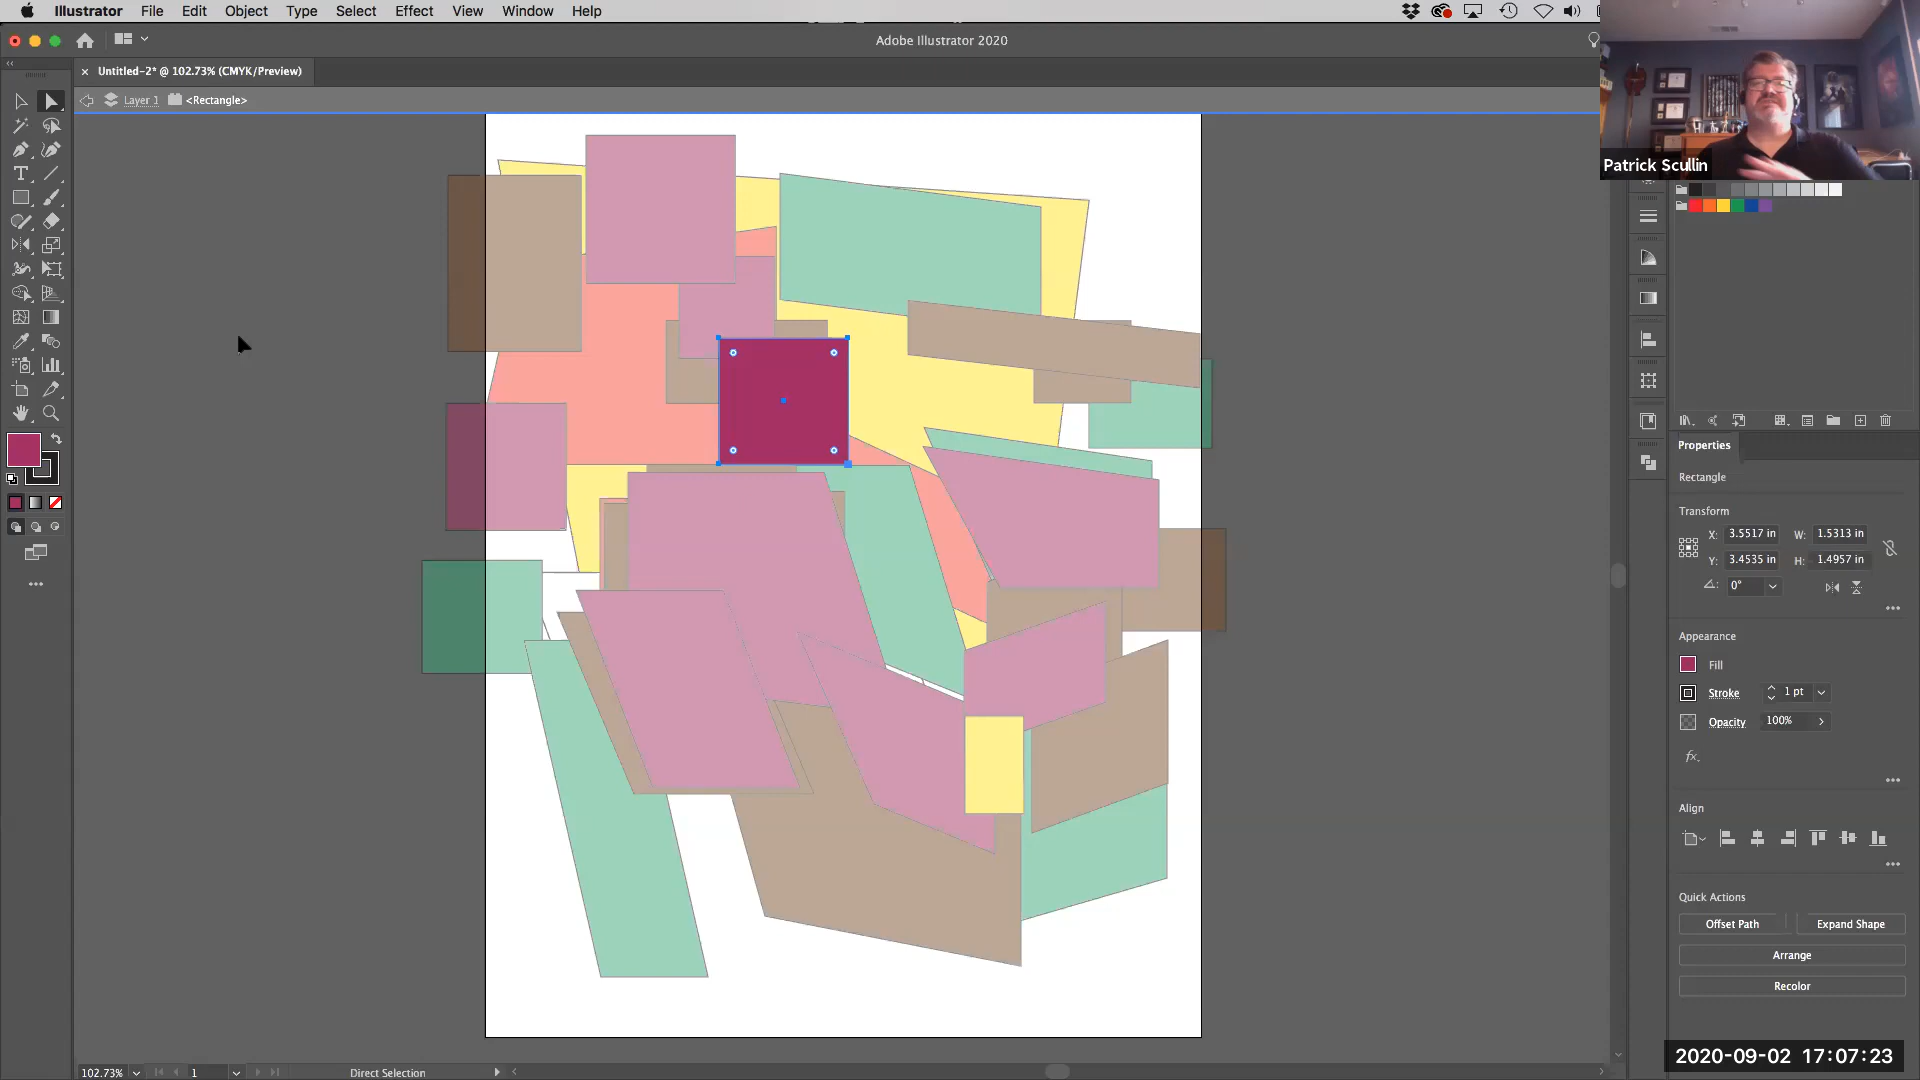 Illustrator File Edit Object Type Select Effect View Window Help
Adobe Illustrator 2020
Untitled-2* @ 102.73% (CMYK/Preview)
Layer 1 <Rectangle>
Patrick Scullin
Properties
Rectangle
Transform
X: 3.5517 in W: 1.5313 in
Y: 3.4535 in H: 1.4957 in
0°
Appearance
Fill
Stroke 1 pt
Opacity 100%
fx.
Align
Quick Actions
Offset Path Expand Shape
Arrange
Recolor
2020-09-02 17:07:23
102.73% 1 Direct Selection